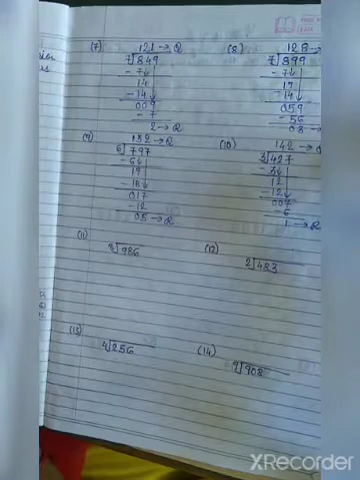 (7) 121 → Q
7 849
- 7↓
14
- 14↓
009
- 7
2 → R
(8) 128 →
7 899
- 7↓
19
- 14↓
059
- 56
03 →
(9) 132 → Q
6 797
- 6↓
19
- 18↓
017
- 12
05 → R
(10) 142 →
3 427
- 3↓
12
- 12↓
007
- 6
1 → R
(11) 986
(12) 2 483
(13) 4 256
(14) 9 908
XRecorder